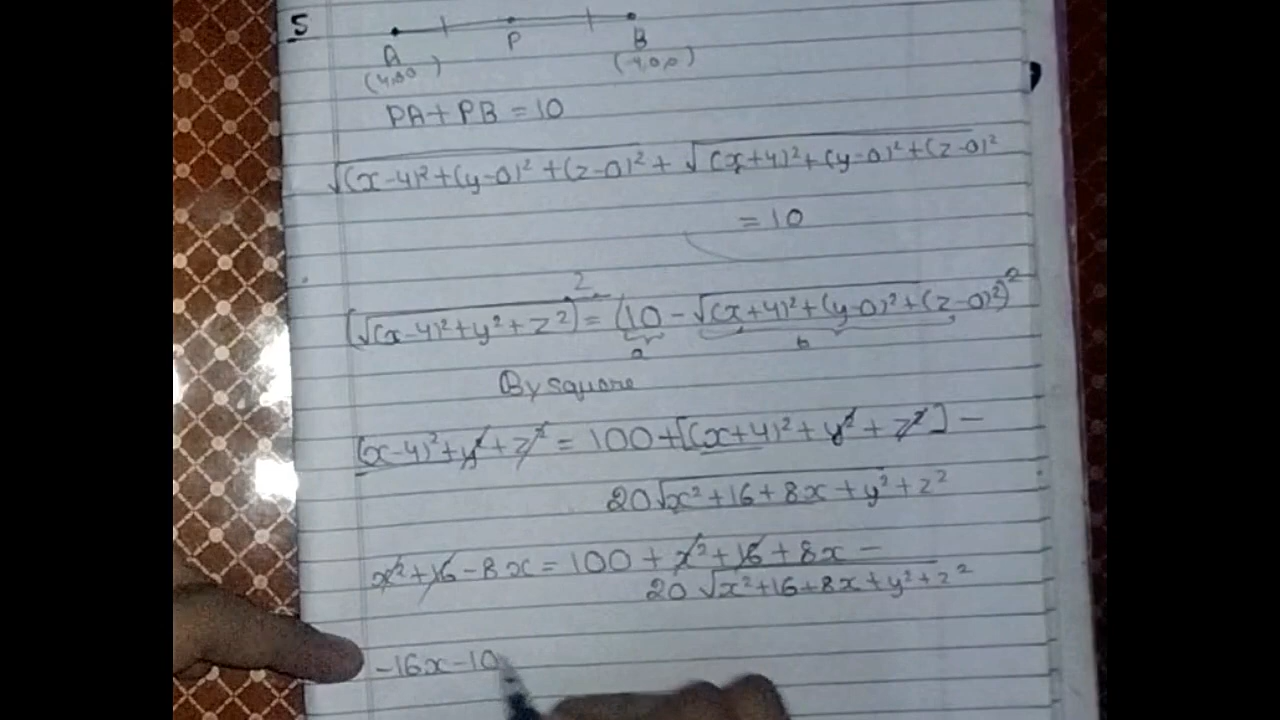 5
A P B
(4,00) (-4,0,0)
PA + PB = 10
√(x-4)² + (y-0)² + (z-0)² + √(x+4)² + (y-0)² + (z-0)²
= 10
(√(x-4)² + y² + z²)² = (10 - √(x+4)² + (y-0)² + (z-0)²)²
a b
By square
(x-4)² + y² + z² = 100 + [(x+4)² + y² + z²] -
20√x² + 16 + 8x + y² + z²
x² + 16 - 8x = 100 + x² + 16 + 8x -
20 √x² + 16 + 8x + y² + z²
-16x - 10